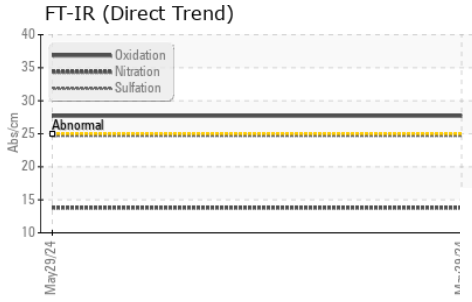 FT-IR (Direct Trend)
40
35
30
25
20
15
10
Abs/cm
Oxidation
Nitration
Sulfation
Abnormal
May29/24